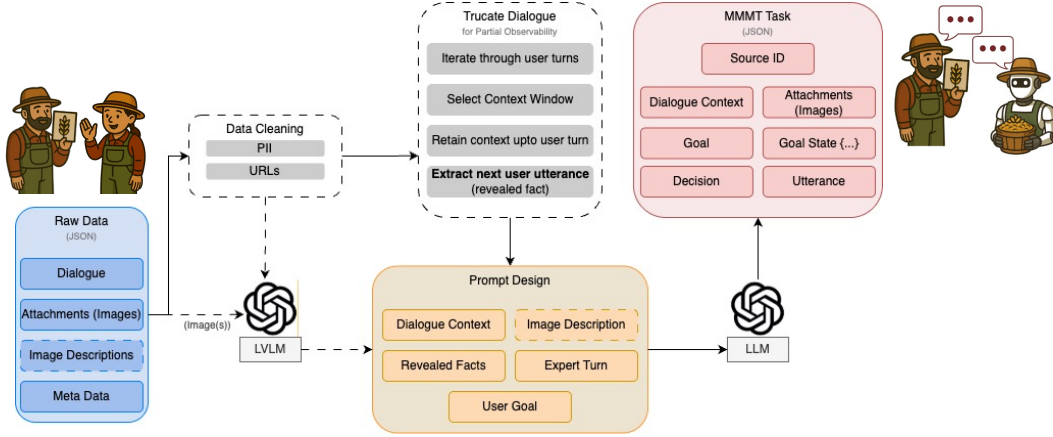 Raw Data
(JSON)
Dialogue
Attachments (Images)
Image Descriptions
Meta Data
Data Cleaning
PII
URLs
(Image(s))
LVLM
Trucate Dialogue
for Partial Observability
Iterate through user turns
Select Context Window
Retain context upto user turn
Extract next user utterance
(revealed fact)
Prompt Design
Dialogue Context
Image Description
Revealed Facts
Expert Turn
User Goal
LLM
MMMT Task
(JSON)
Source ID
Dialogue Context
Attachments
(Images)
Goal
Goal State {...}
Decision
Utterance